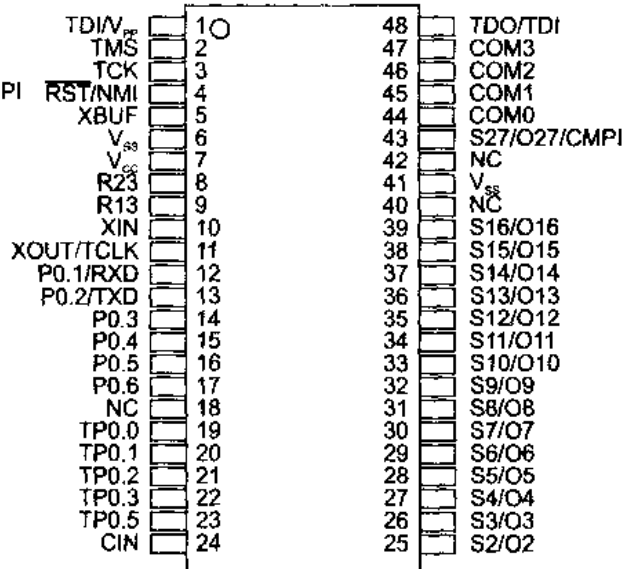 TDI/VPP 1 48 TDO/TDI
TMS 2 47 COM3
TCK 3 46 COM2
PI RST/NMI 4 45 COM1
XBUF 5 44 COM0
VSS 6 43 S27/O27/CMPI
VCC 7 42 NC
R23 8 41 VSS
R13 9 40 NC
XIN 10 39 S16/O16
XOUT/TCLK 11 38 S15/O15
P0.1/RXD 12 37 S14/O14
P0.2/TXD 13 36 S13/O13
P0.3 14 35 S12/O12
P0.4 15 34 S11/O11
P0.5 16 33 S10/O10
P0.6 17 32 S9/O9
NC 18 31 S8/O8
TP0.0 19 30 S7/O7
TP0.1 20 29 S6/O6
TP0.2 21 28 S5/O5
TP0.3 22 27 S4/O4
TP0.5 23 26 S3/O3
CIN 24 25 S2/O2